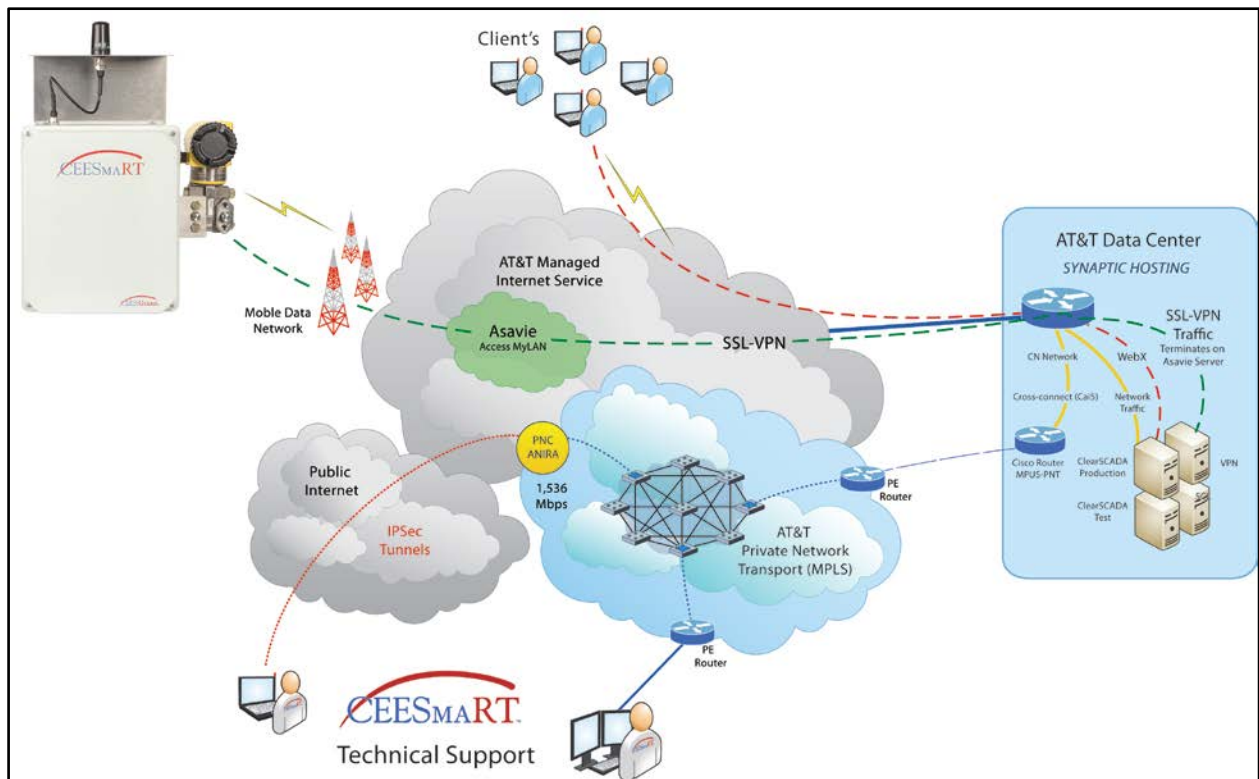 Client's
CEESMART
CEESMART
Moble Data
Network
AT&T Managed
Internet Service
Asavie
Access MyLAN
SSL-VPN
AT&T Data Center
SYNAPTIC HOSTING
CN Network
WebX
SSL-VPN
Traffic
Terminates on
Asavie Server
Cross-connect (Cat5)
Network
Traffic
Cisco Router
MPUS-PNT
ClearSCADA
Production
VPN
ClearSCADA
Test
PNC
ANIRA
1,536
Mbps
Public
Internet
IPSec
Tunnels
PE
Router
AT&T
Private Network
Transport (MPLS)
PE
Router
CEESMART
Technical Support